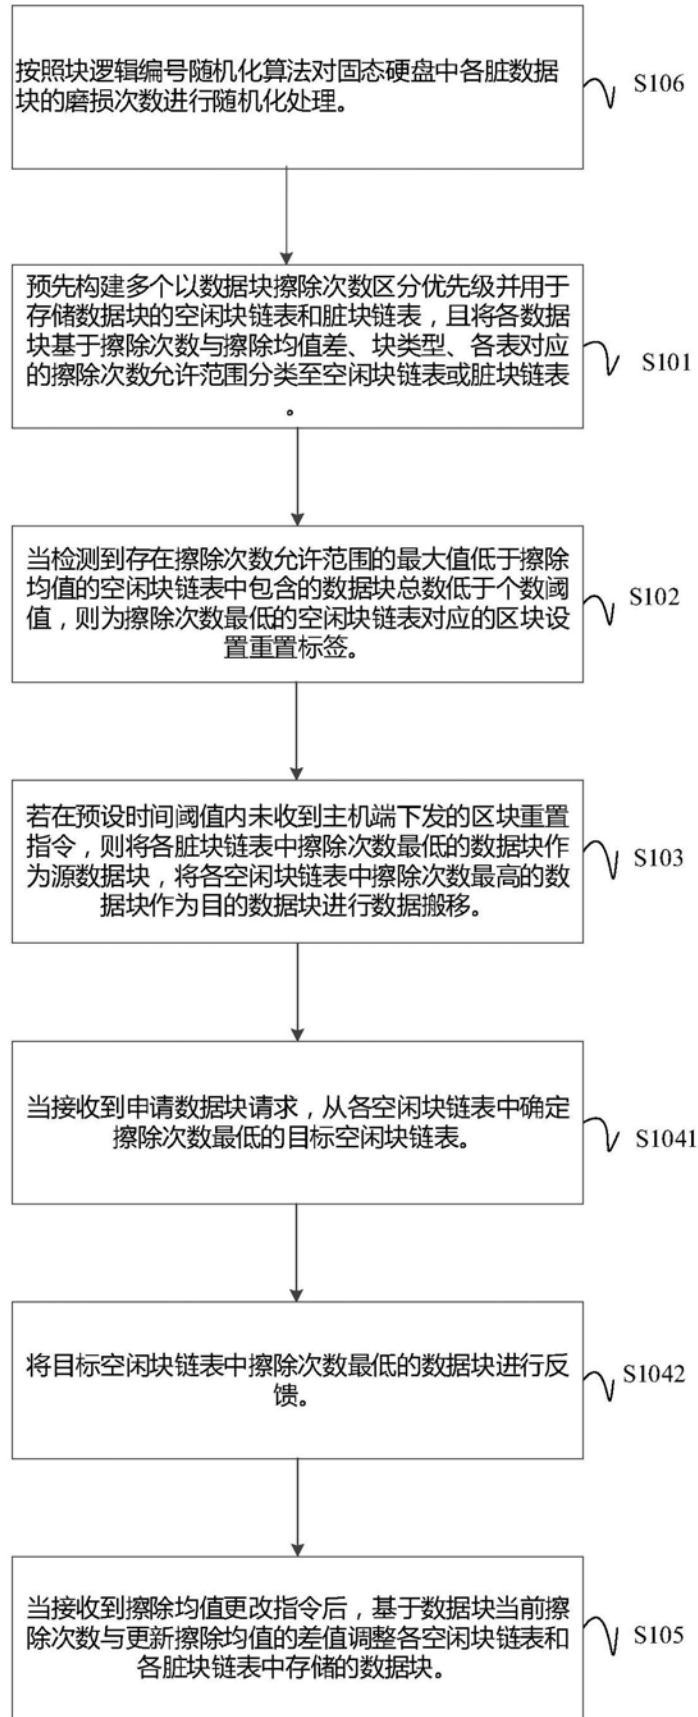 按照块逻辑编号随机化算法对固态硬盘中各脏数据
块的磨损次数进行随机化处理。
S106
预先构建多个以数据块擦除次数区分优先级并用于
存储数据块的空闲块链表和脏块链表，且将各数据
块基于擦除次数与擦除均值差、块类型、各表对应
的擦除次数允许范围分类至空闲块链表或脏块链表
。
S101
当检测到存在擦除次数允许范围的最大值低于擦除
均值的空闲块链表中包含的数据块总数低于个数阈
值，则为擦除次数最低的空闲块链表对应的区块设
置重置标签。
S102
若在预设时间阈值内未收到主机端下发的区块重置
指令，则将各脏块链表中擦除次数最低的数据块作
为源数据块，将各空闲块链表中擦除次数最高的数
据块作为目的数据块进行数据搬移。
S103
当接收到申请数据块请求，从各空闲块链表中确定
擦除次数最低的目标空闲块链表。
S1041
将目标空闲块链表中擦除次数最低的数据块进行反
馈。
S1042
当接收到擦除均值更改指令后，基于数据块当前擦
除次数与更新擦除均值的差值调整各空闲块链表和
各脏块链表中存储的数据块。
S105